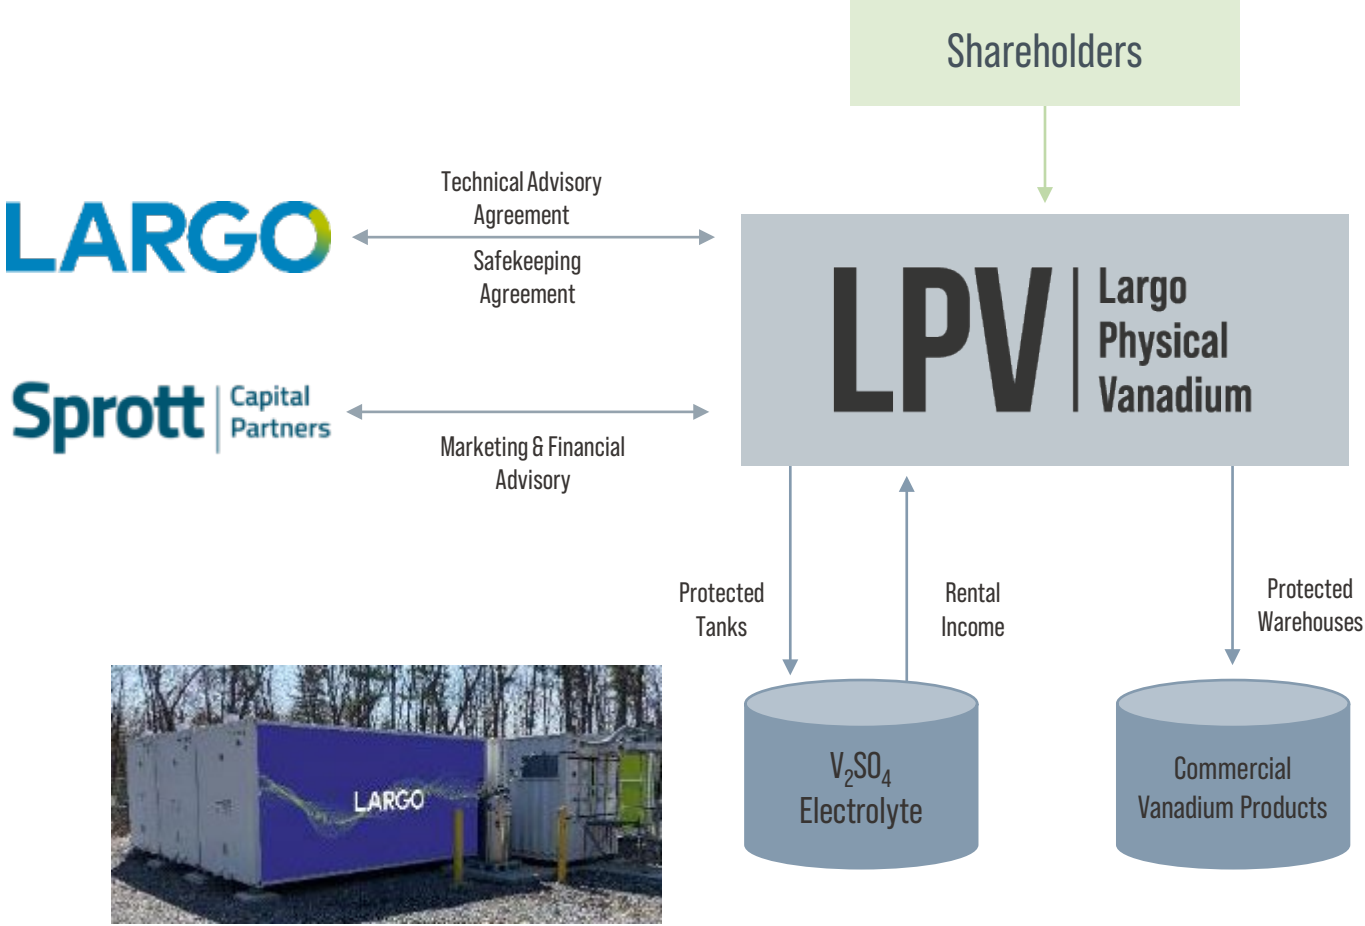 Shareholders
Technical Advisory
Agreement
LARGO
Safekeeping
Agreement
LPV
Largo
Physical
Vanadium
Sprott
Capital
Partners
Marketing & Financial
Advisory
Protected
Tanks
Rental
Income
Protected
Warehouses
LARGO
V₂SO₄
Electrolyte
Commercial
Vanadium Products